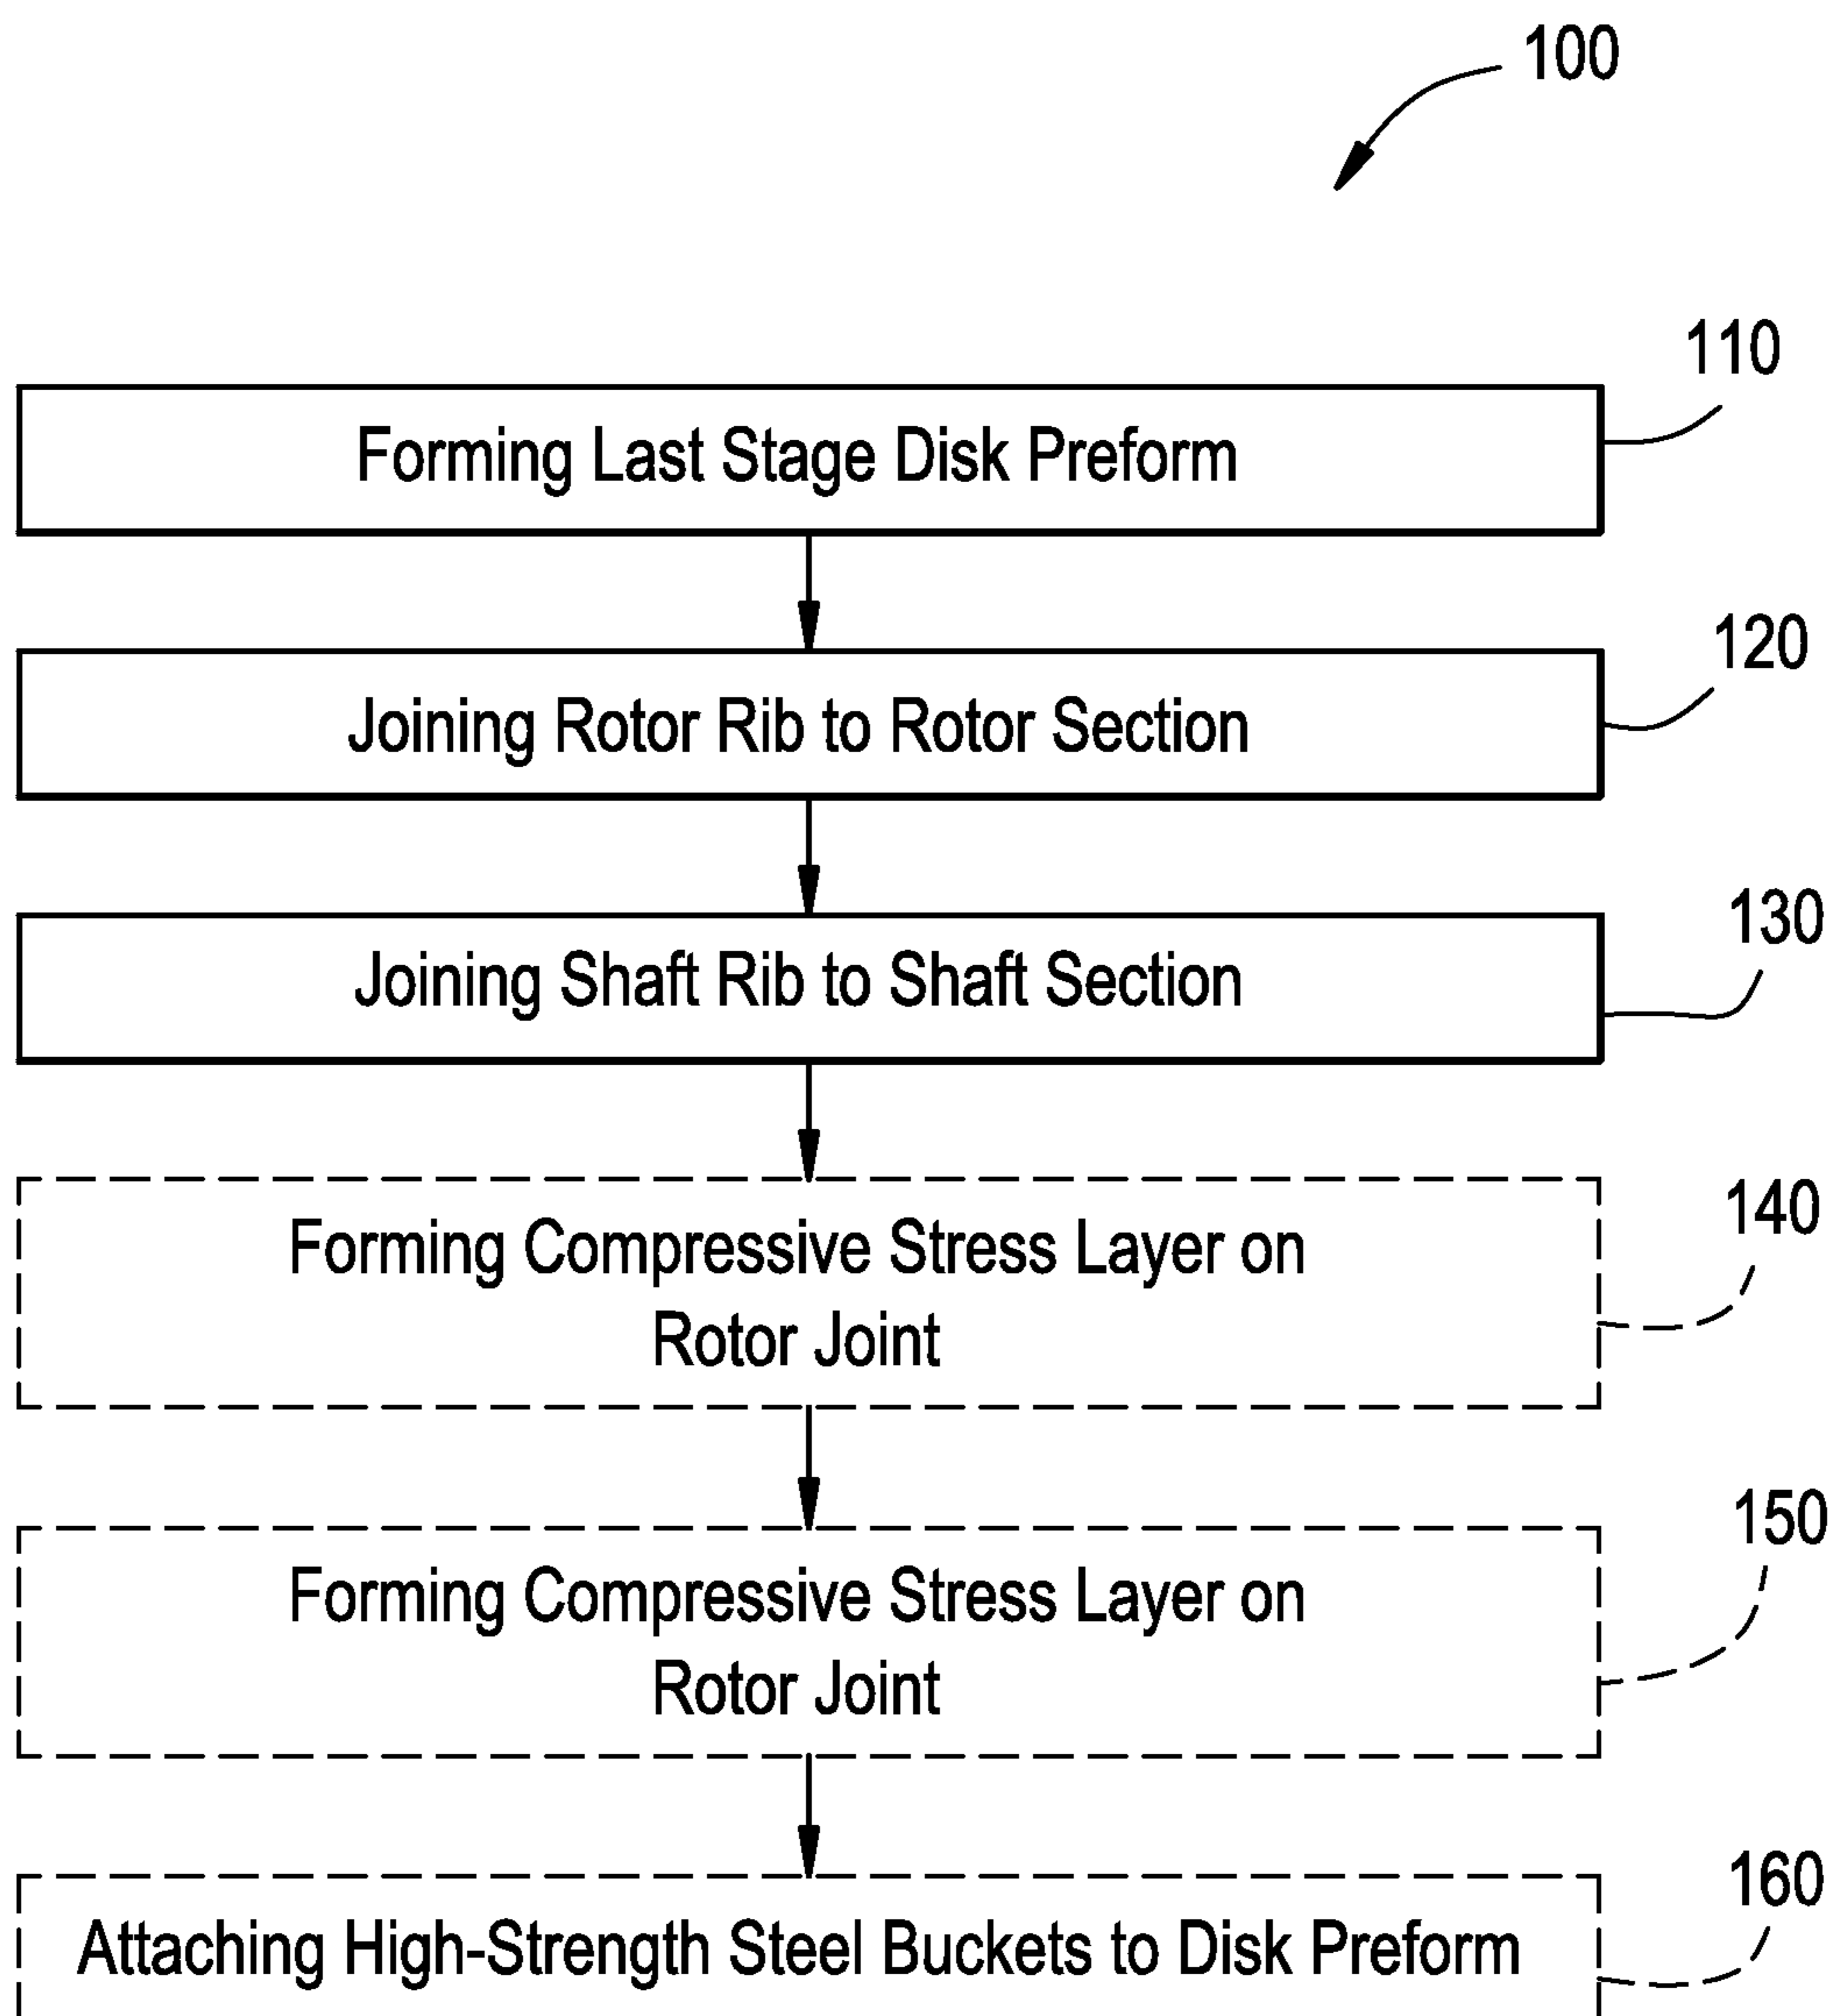 100
110
Forming Last Stage Disk Preform
120
Joining Rotor Rib to Rotor Section
130
Joining Shaft Rib to Shaft Section
140
Forming Compressive Stress Layer on
Rotor Joint
150
Forming Compressive Stress Layer on
Rotor Joint
160
Attaching High-Strength Steel Buckets to Disk Preform